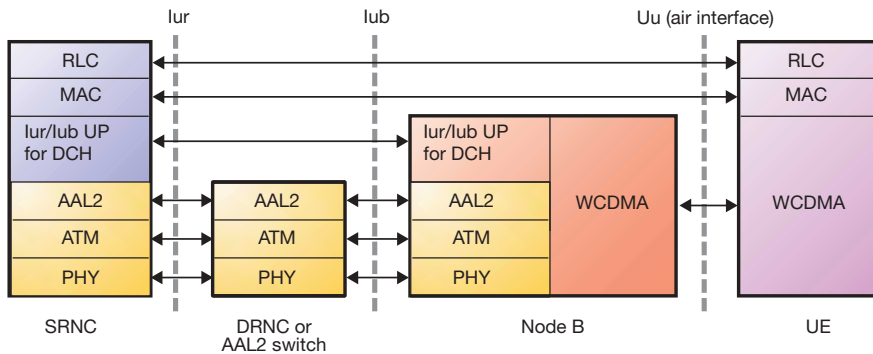 Iur
Iub
Uu (air interface)
RLC
MAC
Iur/Iub UP
for DCH
AAL2
ATM
PHY
SRNC
AAL2
ATM
PHY
DRNC or
AAL2 switch
Iur/Iub UP
for DCH
AAL2
ATM
PHY
WCDMA
Node B
RLC
MAC
WCDMA
UE